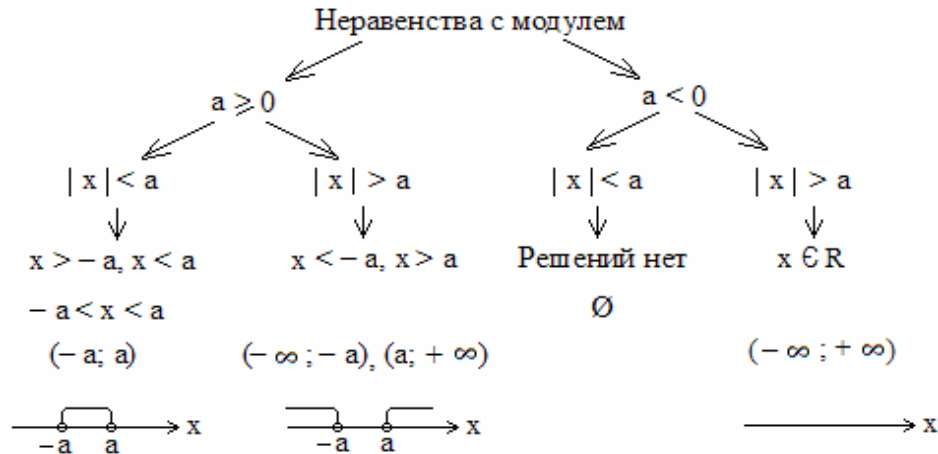 Неравенства с модулем
a ⩾ 0 a < 0
| x | < a | x | > a | x | < a | x | > a
x > – a, x < a x < – a, x > a Решений нет x Є R
– a < x < a Ø
(– a; a) (– ∞ ; – a), (a; + ∞) (– ∞ ; + ∞)
x x x
–a a –a a